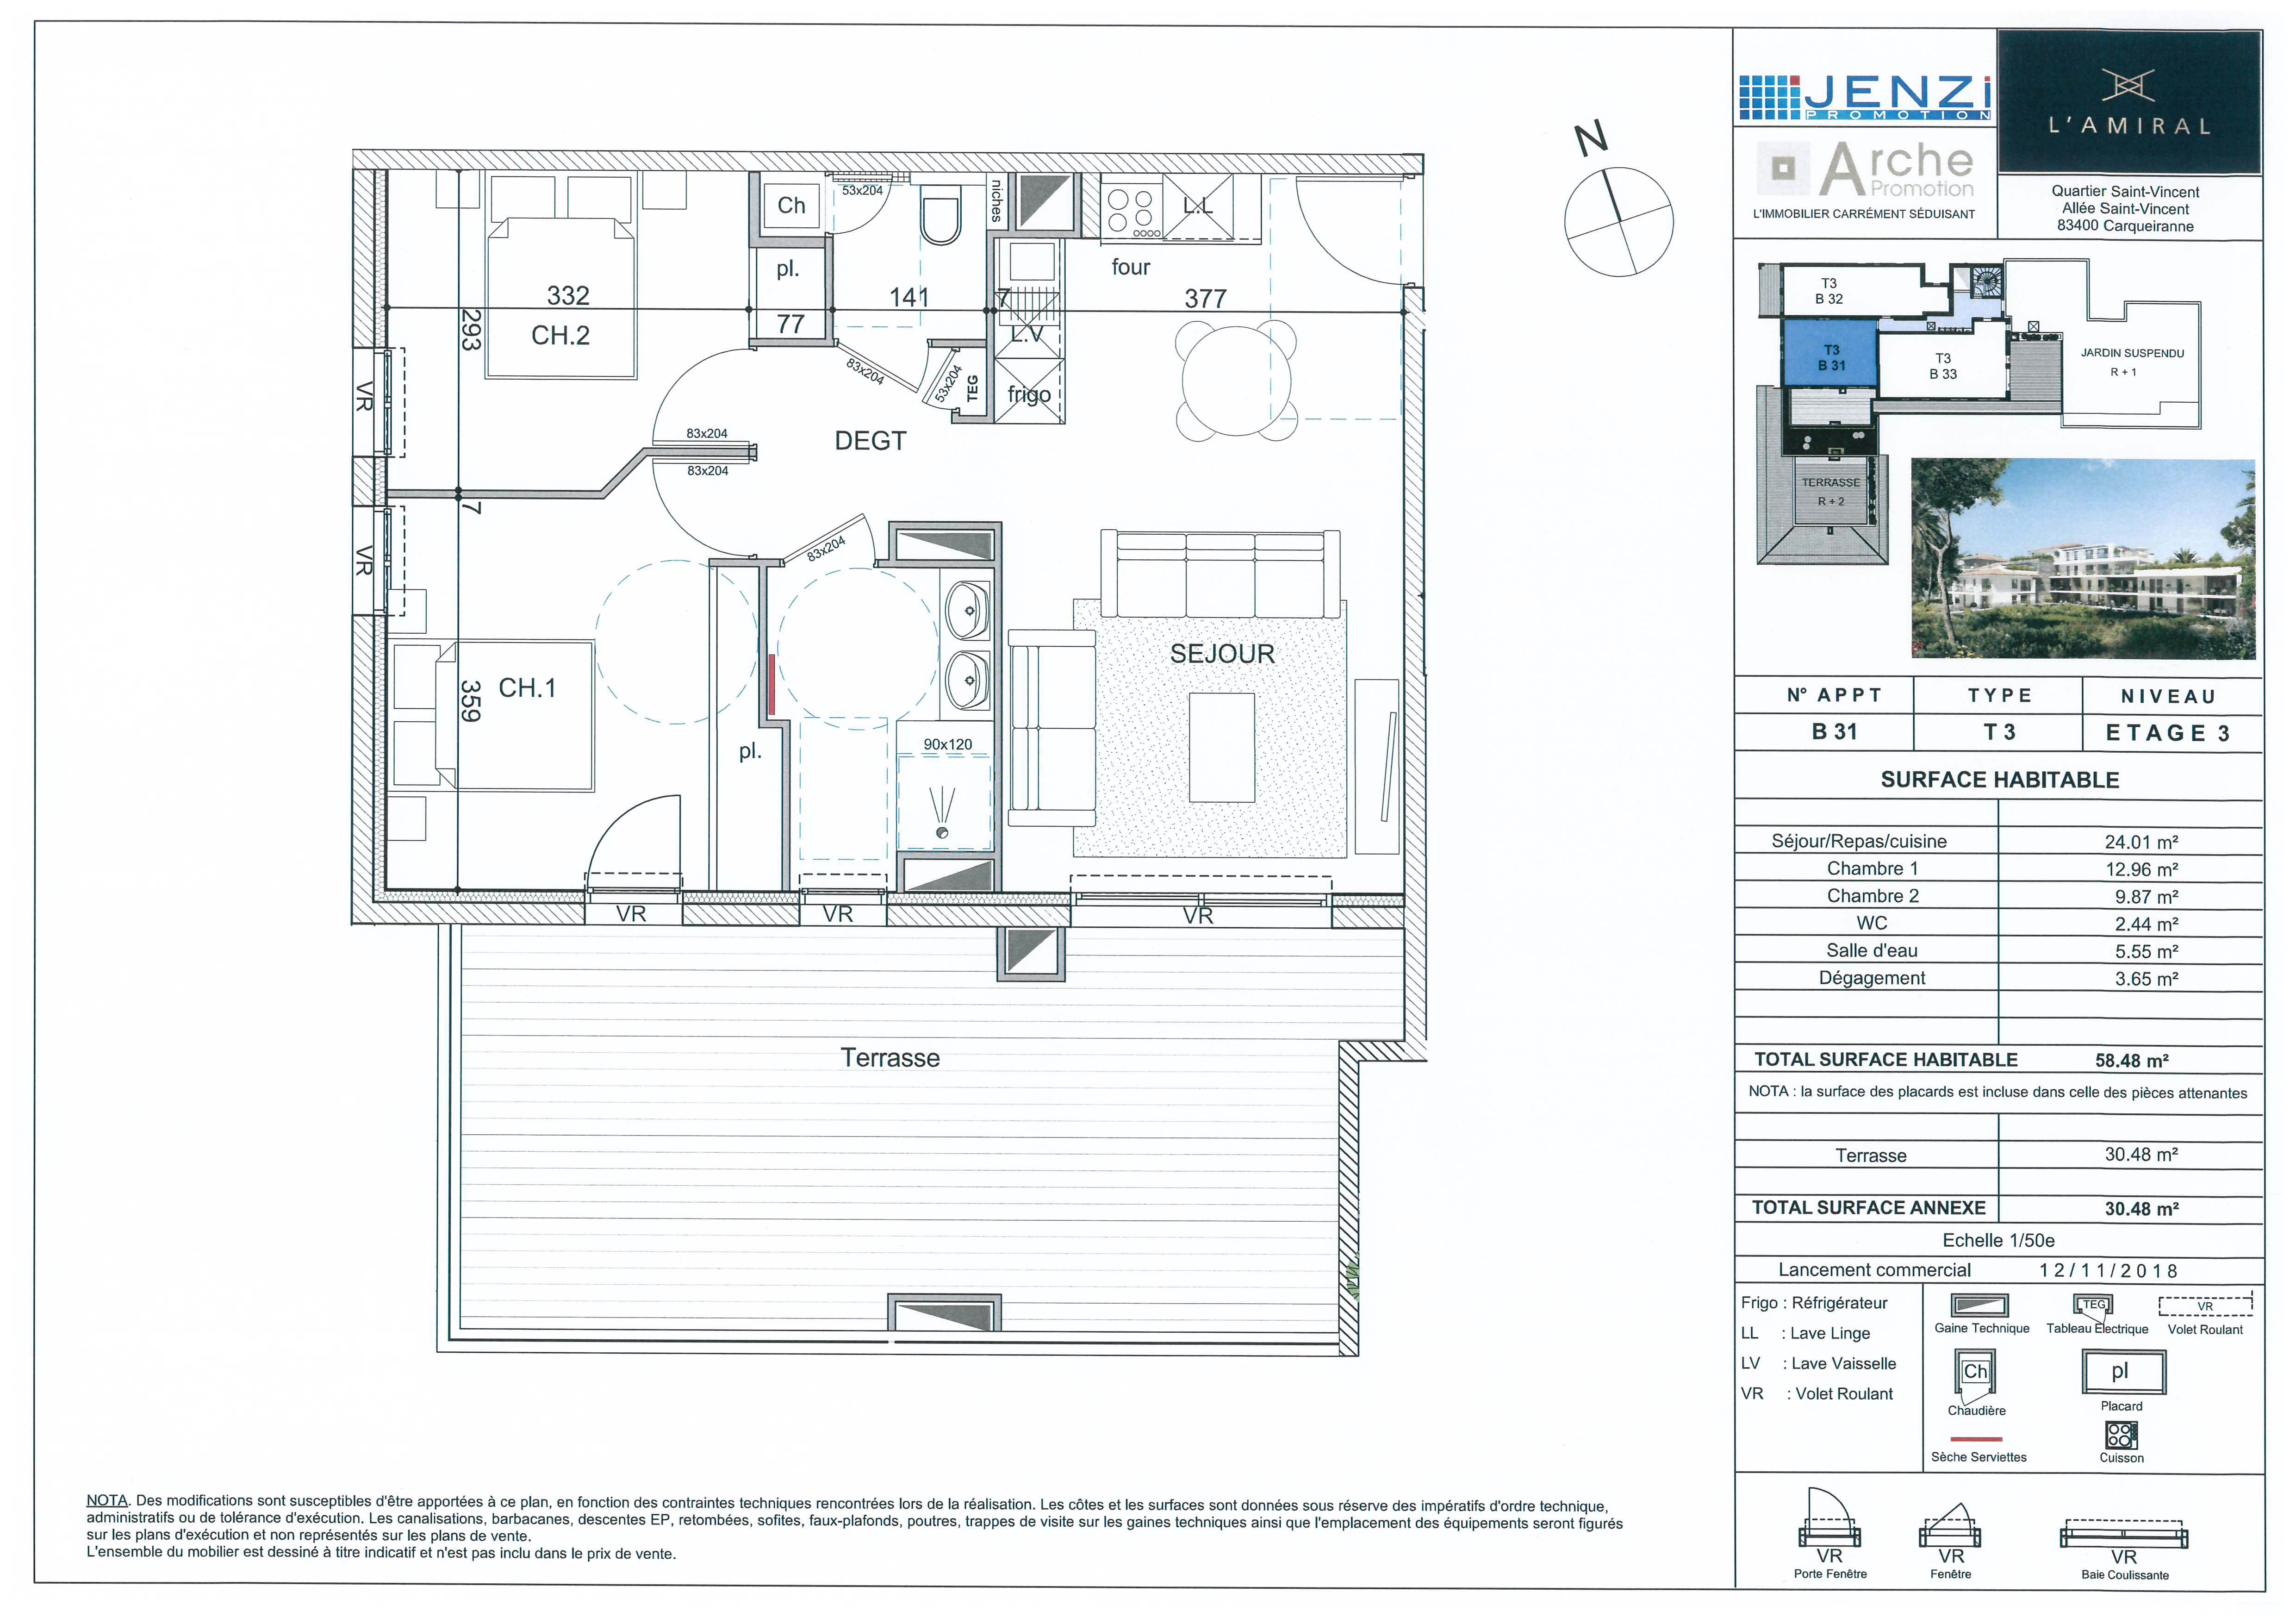 JENZi
PROMOTION
L'AMIRAL
Arche
Promotion
L'IMMOBILIER CARRÉMENT SÉDUISANT
Quartier Saint-Vincent
Allée Saint-Vincent
83400 Carqueiranne
N
T3
B 32
T3
B 31
T3
B 33
JARDIN SUSPENDU
R + 1
TERRASSE
R + 2
Ch
53x204
niches
L.L
pl.
four
332
141
7
377
293
CH.2
77
L.V
VR
83x204
53x204
TEG
frigo
83x204
DEGT
83x204
7
VR
83x204
SEJOUR
CH.1
359
pl.
90x120
VR
VR
VR
Terrasse
N° APPT TYPE NIVEAU
B 31 T 3 ETAGE 3
SURFACE HABITABLE
Séjour/Repas/cuisine 24.01 m²
Chambre 1 12.96 m²
Chambre 2 9.87 m²
WC 2.44 m²
Salle d'eau 5.55 m²
Dégagement 3.65 m²
TOTAL SURFACE HABITABLE 58.48 m²
NOTA : la surface des placards est incluse dans celle des pièces attenantes
Terrasse 30.48 m²
TOTAL SURFACE ANNEXE 30.48 m²
Echelle 1/50e
Lancement commercial 12/11/2018
Frigo : Réfrigérateur
LL : Lave Linge
LV : Lave Vaisselle
VR : Volet Roulant
TEG
VR
Gaine Technique
Tableau Electrique
Volet Roulant
Ch
pl
Chaudière
Placard
Sèche Serviettes
Cuisson
VR
VR
VR
Porte Fenêtre
Fenêtre
Baie Coulissante
NOTA. Des modifications sont susceptibles d'être apportées à ce plan, en fonction des contraintes techniques rencontrées lors de la réalisation. Les côtes et les surfaces sont données sous réserve des impératifs d'ordre technique,
administratifs ou de tolérance d'exécution. Les canalisations, barbacanes, descentes EP, retombées, sofites, faux-plafonds, poutres, trappes de visite sur les gaines techniques ainsi que l'emplacement des équipements seront figurés
sur les plans d'exécution et non représentés sur les plans de vente.
L'ensemble du mobilier est dessiné à titre indicatif et n'est pas inclu dans le prix de vente.